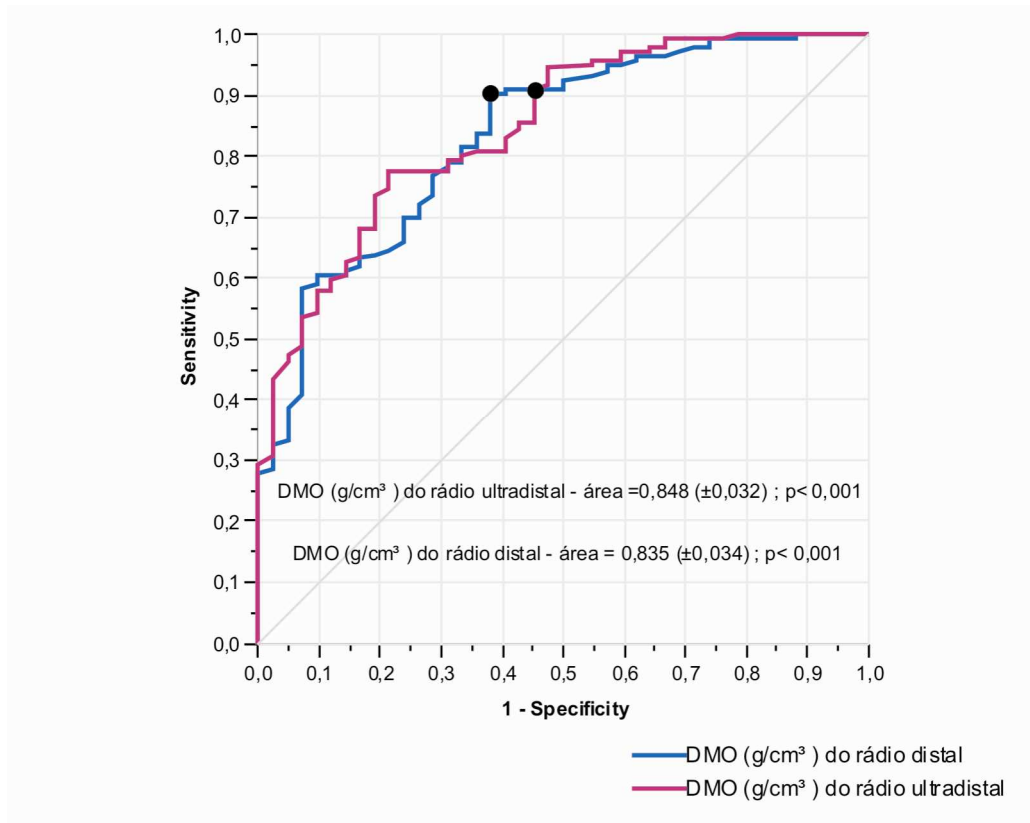 1,0
0,9
0,8
0,7
0,6
0,5
0,4
0,3
0,2
0,1
0,0
Sensitivity
DMO (g/cm³ ) do rádio ultradistal - área =0,848 (±0,032) ; p< 0,001
DMO (g/cm³ ) do rádio distal - área = 0,835 (±0,034) ; p< 0,001
0,0 0,1 0,2 0,3 0,4 0,5 0,6 0,7 0,8 0,9 1,0
1 - Specificity
DMO (g/cm³ ) do rádio distal
DMO (g/cm³ ) do rádio ultradistal